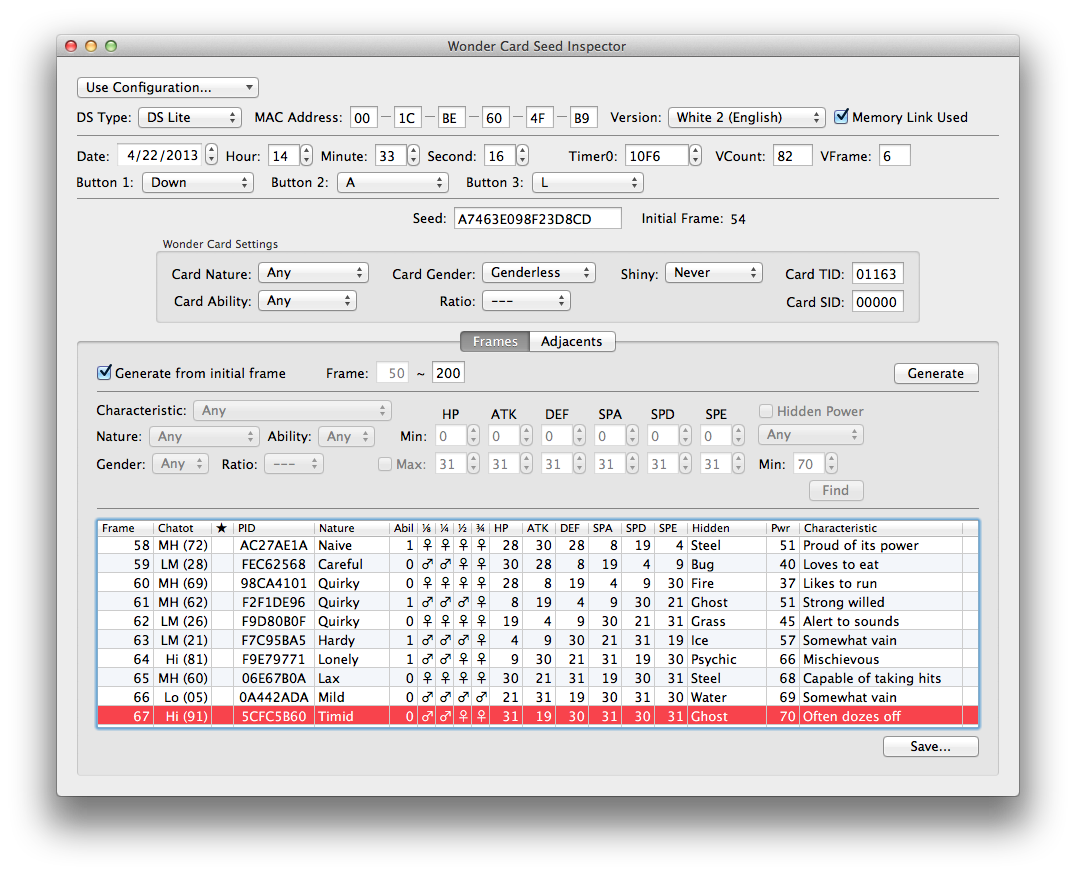 Wonder Card Seed Inspector
Use Configuration...
DS Type: DS Lite MAC Address: 00 – 1C – BE – 60 – 4F – B9 Version: White 2 (English) Memory Link Used
Date: 4/22/2013 Hour: 14 Minute: 33 Second: 16 Timer0: 10F6 VCount: 82 VFrame: 6
Button 1: Down Button 2: A Button 3: L
Seed: A7463E098F23D8CD Initial Frame: 54
Wonder Card Settings
Card Nature: Any Card Gender: Genderless Shiny: Never Card TID: 01163
Card Ability: Any Ratio: --- Card SID: 00000
Frames Adjacents
Generate from initial frame Frame: 50 ~ 200 Generate
Characteristic: Any HP ATK DEF SPA SPD SPE Hidden Power
Nature: Any Ability: Any Min: 0 0 0 0 0 0 Any
Gender: Any Ratio: --- Max: 31 31 31 31 31 31 Min: 70
Find
Frame Chatot ★ PID Nature Abil ⅛ ¼ ½ ¾ HP ATK DEF SPA SPD SPE Hidden Pwr Characteristic
58 MH (72) AC27AE1A Naive 1 ♀ ♀ ♀ ♀ 28 30 28 8 19 4 Steel 51 Proud of its power
59 LM (28) FEC62568 Careful 0 ♂ ♂ ♀ ♀ 30 28 8 19 4 9 Bug 40 Loves to eat
60 MH (69) 98CA4101 Quirky 0 ♀ ♀ ♀ ♀ 28 8 19 4 9 30 Fire 37 Likes to run
61 MH (62) F2F1DE96 Quirky 1 ♂ ♂ ♂ ♀ 8 19 4 9 30 21 Ghost 51 Strong willed
62 LM (26) F9D80B0F Quirky 0 ♀ ♀ ♀ ♀ 19 4 9 30 21 31 Grass 45 Alert to sounds
63 LM (21) F7C95BA5 Hardy 1 ♂ ♂ ♂ ♀ 4 9 30 21 31 19 Ice 57 Somewhat vain
64 Hi (81) F9E79771 Lonely 1 ♂ ♂ ♀ ♀ 9 30 21 31 19 30 Psychic 66 Mischievous
65 MH (60) 06E67B0A Lax 0 ♀ ♀ ♀ ♀ 30 21 31 19 30 31 Steel 68 Capable of taking hits
66 Lo (05) 0A442ADA Mild 0 ♂ ♂ ♂ ♂ 21 31 19 30 31 30 Water 69 Somewhat vain
67 Hi (91) 5CFC5B60 Timid 0 ♂ ♂ ♀ ♀ 31 19 30 31 30 31 Ghost 70 Often dozes off
Save...